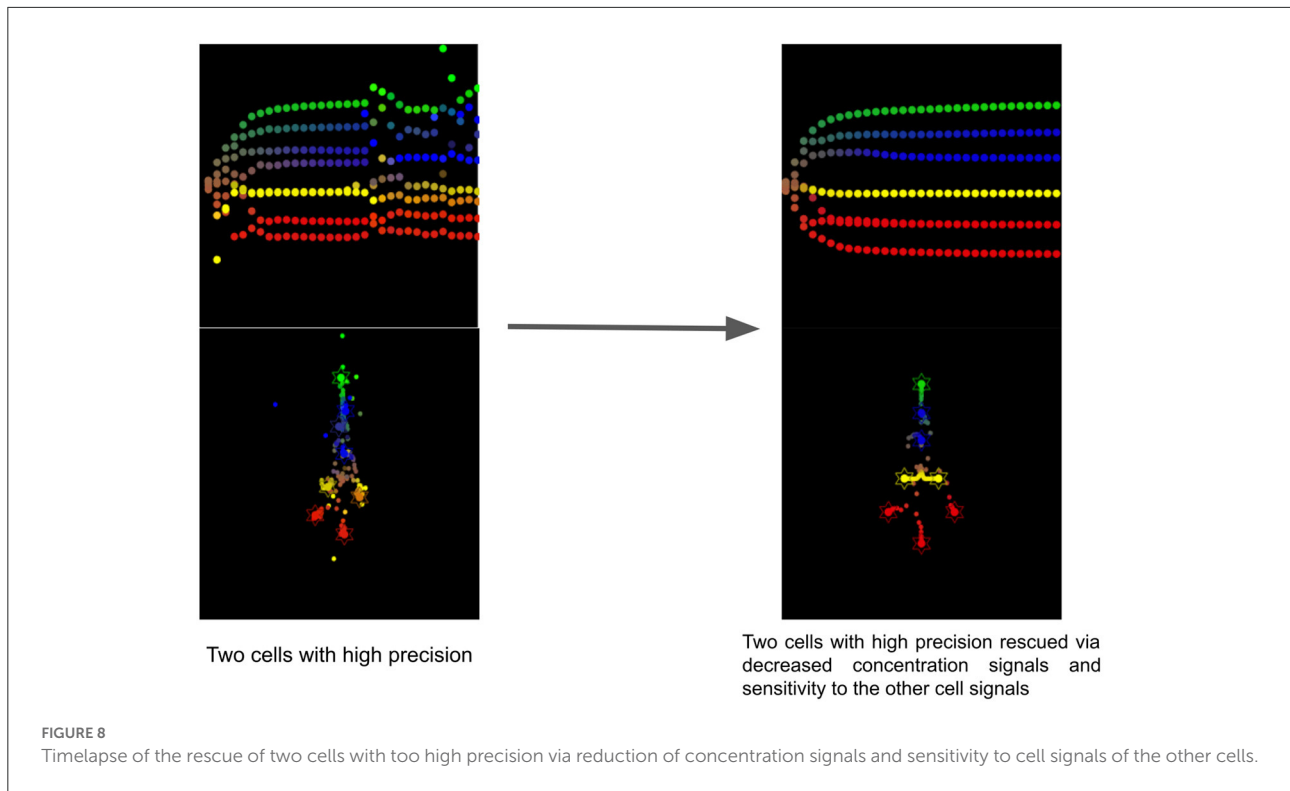 Two cells with high precision
Two cells with high precision rescued via
decreased concentration signals and
sensitivity to the other cell signals
FIGURE 8
Timelapse of the rescue of two cells with too high precision via reduction of concentration signals and sensitivity to cell signals of the other cells.